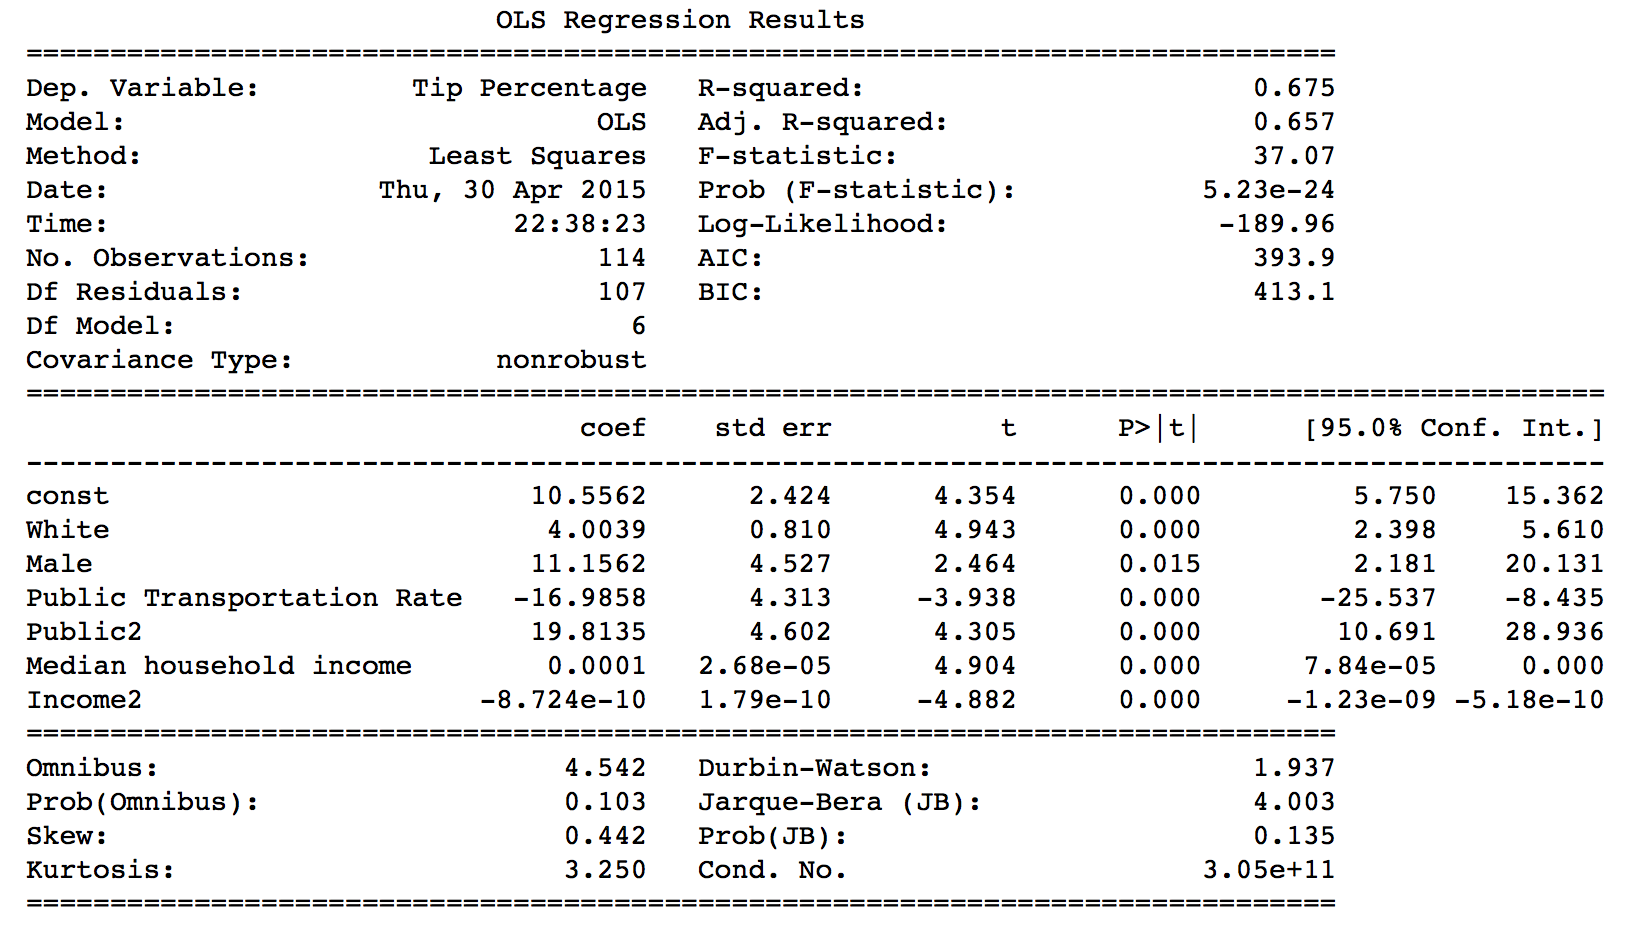 OLS Regression Results
==============================================================================
Dep. Variable: Tip Percentage R-squared: 0.675
Model: OLS Adj. R-squared: 0.657
Method: Least Squares F-statistic: 37.07
Date: Thu, 30 Apr 2015 Prob (F-statistic): 5.23e-24
Time: 22:38:23 Log-Likelihood: -189.96
No. Observations: 114 AIC: 393.9
Df Residuals: 107 BIC: 413.1
Df Model: 6
Covariance Type: nonrobust
==============================================================================================
coef std err t P>|t| [95.0% Conf. Int.]
----------------------------------------------------------------------------------------------
const 10.5562 2.424 4.354 0.000 5.750 15.362
White 4.0039 0.810 4.943 0.000 2.398 5.610
Male 11.1562 4.527 2.464 0.015 2.181 20.131
Public Transportation Rate -16.9858 4.313 -3.938 0.000 -25.537 -8.435
Public2 19.8135 4.602 4.305 0.000 10.691 28.936
Median household income 0.0001 2.68e-05 4.904 0.000 7.84e-05 0.000
Income2 -8.724e-10 1.79e-10 -4.882 0.000 -1.23e-09 -5.18e-10
==============================================================================
Omnibus: 4.542 Durbin-Watson: 1.937
Prob(Omnibus): 0.103 Jarque-Bera (JB): 4.003
Skew: 0.442 Prob(JB): 0.135
Kurtosis: 3.250 Cond. No. 3.05e+11
==============================================================================